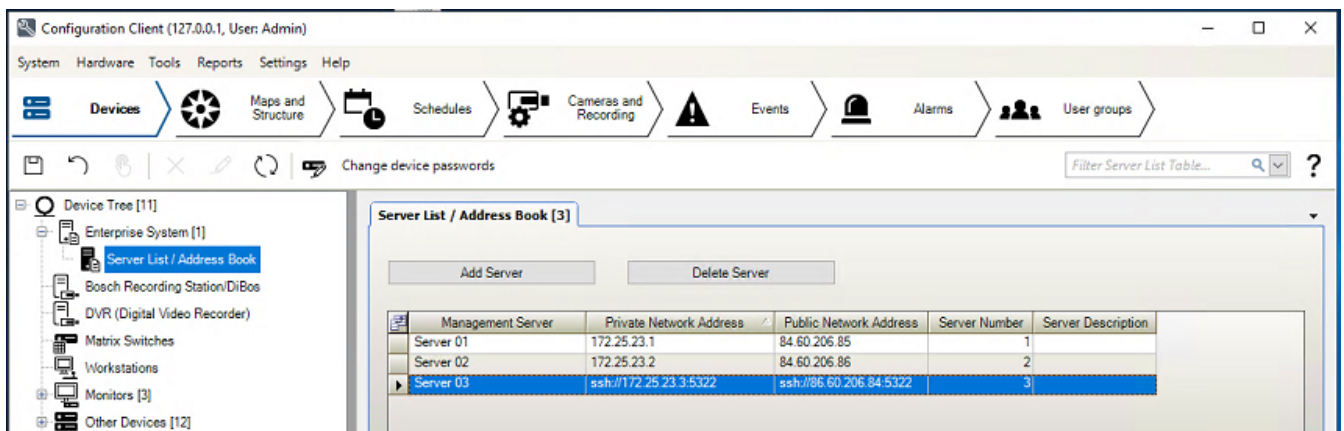 Configuration Client (127.0.0.1, User: Admin)
System Hardware Tools Reports Settings Help
Devices Maps and Structure Schedules Cameras and Recording Events Alarms User groups
Change device passwords Filter Server List Table... ?
Device Tree [11]
Enterprise System [1]
Server List / Address Book
Bosch Recording Station/DiBos
DVR (Digital Video Recorder)
Matrix Switches
Workstations
Monitors [3]
Other Devices [12]
Server List / Address Book [3]
Add Server Delete Server
Management Server Private Network Address Public Network Address Server Number Server Description
Server 01 172.25.23.1 84.60.206.85 1
Server 02 172.25.23.2 84.60.206.86 2
Server 03 ssh://172.25.23.3:5322 ssh://86.60.206.84:5322 3